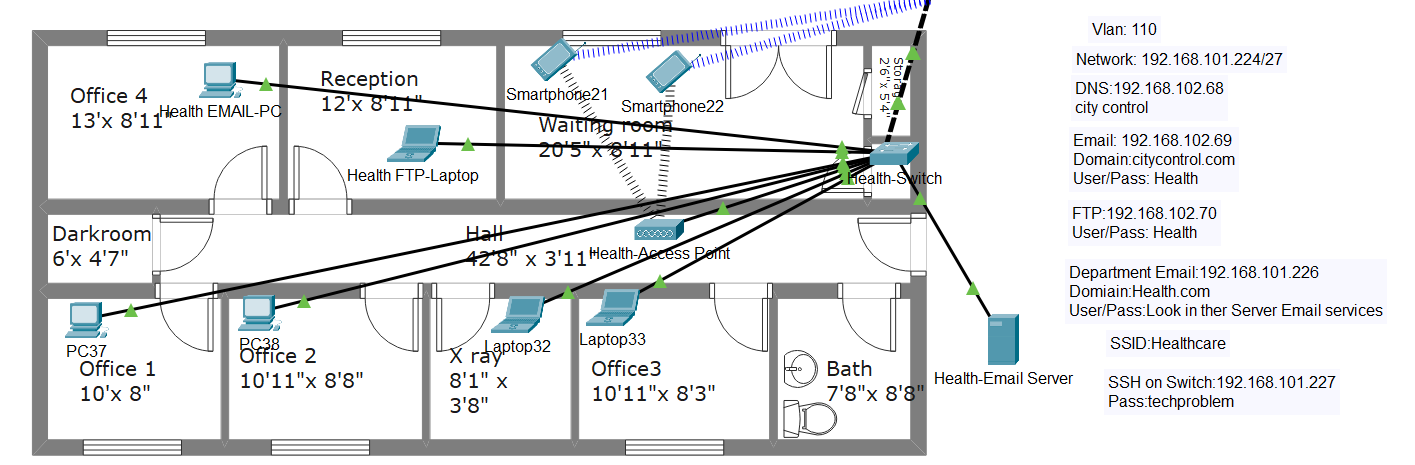 Office 4
13'x 8'11"
Health EMAIL-PC
Reception
12'x 8'11"
Health FTP-Laptop
Smartphone21
Smartphone22
Waiting room
20'5"x 8'11"
Storage
2'6"x 5'4"
Health-Switch
Darkroom
6'x 4'7"
Hall
42'8" x 3'11"
Health-Access Point
PC37
Office 1
10'x 8"
PC38
Office 2
10'11"x 8'8"
Laptop32
X ray
8'1" x
3'8"
Laptop33
Office3
10'11"x 8'3"
Bath
7'8"x 8'8"
Health-Email Server
Vlan: 110
Network: 192.168.101.224/27
DNS:192.168.102.68
city control
Email: 192.168.102.69
Domain:citycontrol.com
User/Pass: Health
FTP:192.168.102.70
User/Pass: Health
Department Email:192.168.101.226
Domiain:Health.com
User/Pass:Look in ther Server Email services
SSID:Healthcare
SSH on Switch:192.168.101.227
Pass:techproblem